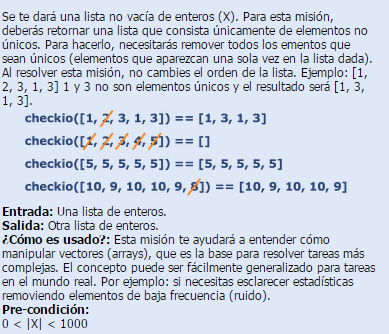 Se te dará una lista no vacía de enteros (X). Para esta misión,
deberás retornar una lista que consista únicamente de elementos no
únicos. Para hacerlo, necesitarás remover todos los ementos que
sean únicos (elementos que aparezcan una sola vez en la lista dada).
Al resolver esta misión, no cambies el orden de la lista. Ejemplo: [1,
2, 3, 1, 3] 1 y 3 no son elementos únicos y el resultado será [1, 3,
1, 3].
checkio([1, 2, 3, 1, 3]) == [1, 3, 1, 3]
checkio([1, 2, 3, 4, 5]) == []
checkio([5, 5, 5, 5, 5]) == [5, 5, 5, 5, 5]
checkio([10, 9, 10, 10, 9, 8]) == [10, 9, 10, 10, 9]
Entrada: Una lista de enteros.
Salida: Otra lista de enteros.
¿Cómo es usado?: Esta misión te ayudará a entender cómo
manipular vectores (arrays), que es la base para resolver tareas más
complejas. El concepto puede ser fácilmente generalizado para tareas
en el mundo real. Por ejemplo: si necesitas esclarecer estadísticas
removiendo elementos de baja frecuencia (ruido).
Pre-condición:
0 < |X| < 1000